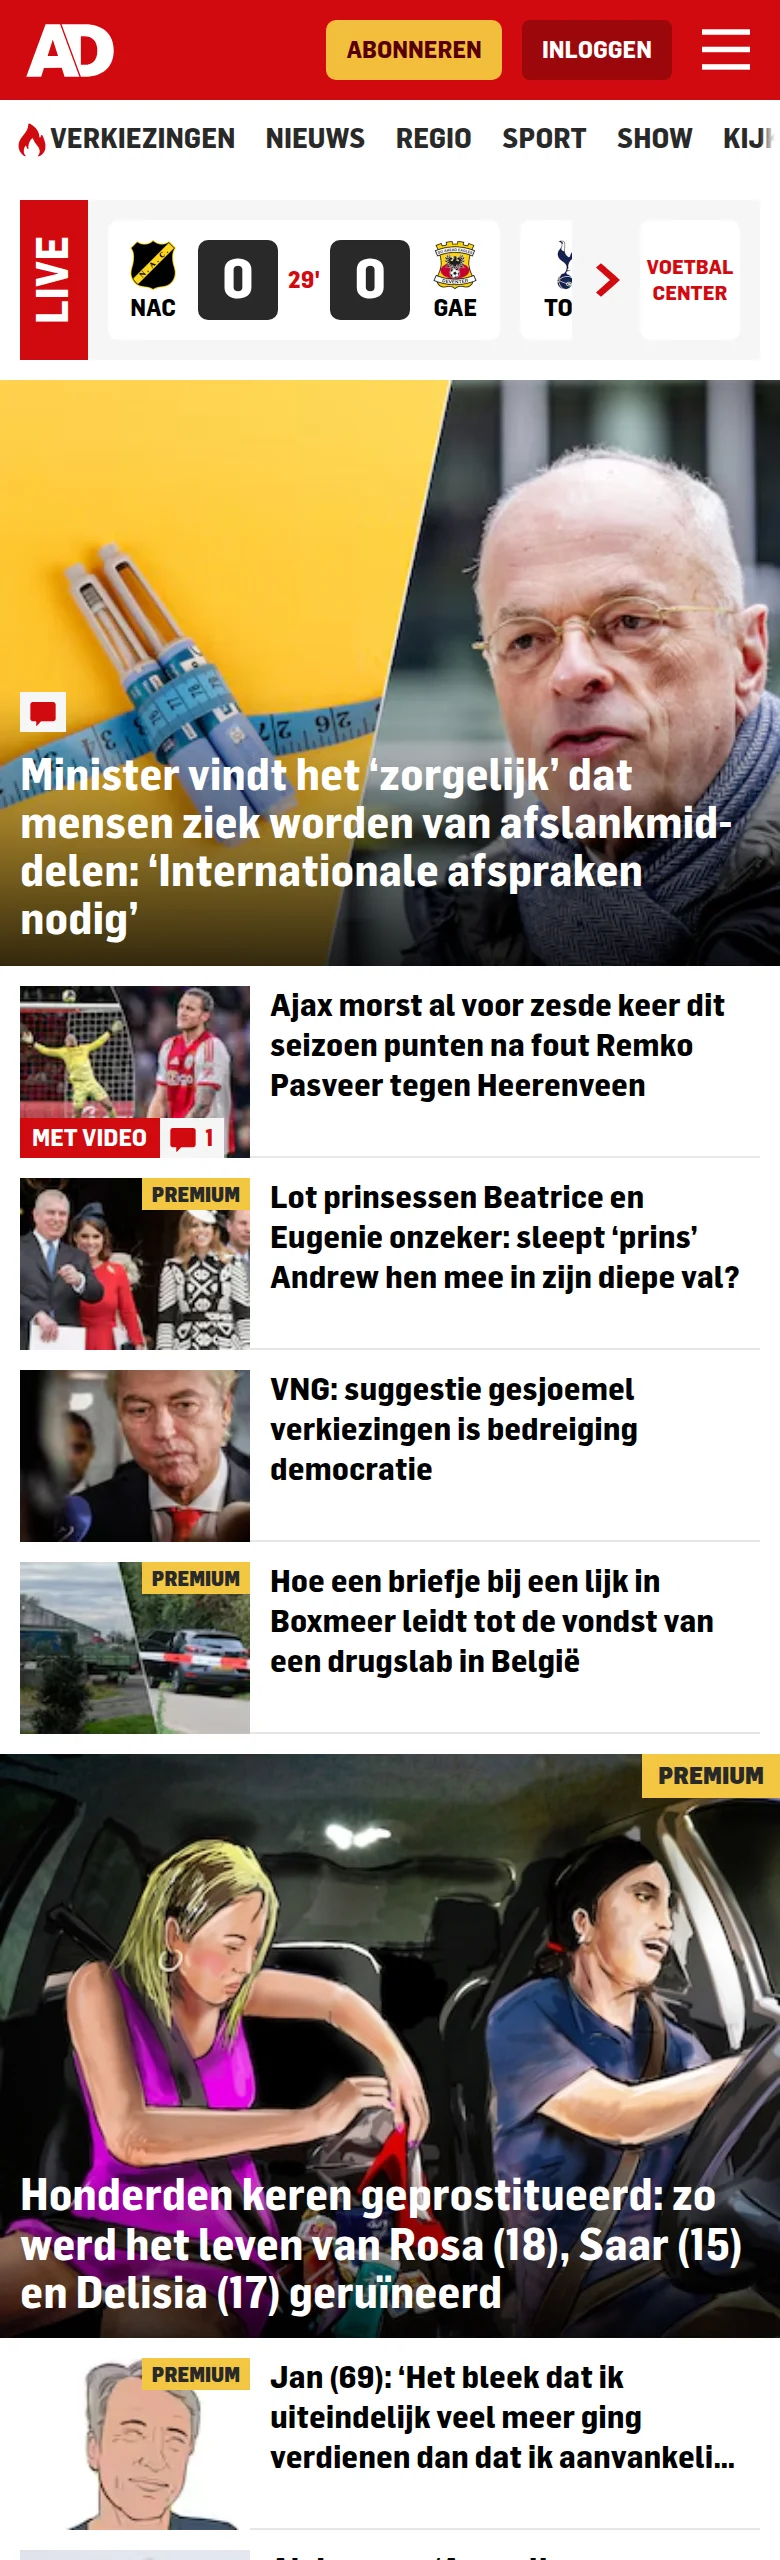 AD
ABONNEREN
INLOGGEN
VERKIEZINGEN NIEUWS REGIO SPORT SHOW
LIVE
NAC
0
29'
0
GAE
TO
VOETBAL
CENTER
Minister vindt het ‘zorgelijk’ dat
mensen ziek worden van afslankmid-
delen: ‘Internationale afspraken
nodig’
Ajax morst al voor zesde keer dit
seizoen punten na fout Remko
Pasveer tegen Heerenveen
MET VIDEO
1
PREMIUM
Lot prinsessen Beatrice en
Eugenie onzeker: sleept ‘prins’
Andrew hen mee in zijn diepe val?
VNG: suggestie gesjoemel
verkiezingen is bedreiging
democratie
PREMIUM
Hoe een briefje bij een lijk in
Boxmeer leidt tot de vondst van
een drugslab in België
PREMIUM
Honderden keren geprostitueerd: zo
werd het leven van Rosa (18), Saar (15)
en Delisia (17) geruïneerd
PREMIUM
Jan (69): ‘Het bleek dat ik
uiteindelijk veel meer ging
verdienen dan dat ik aanvankeli...